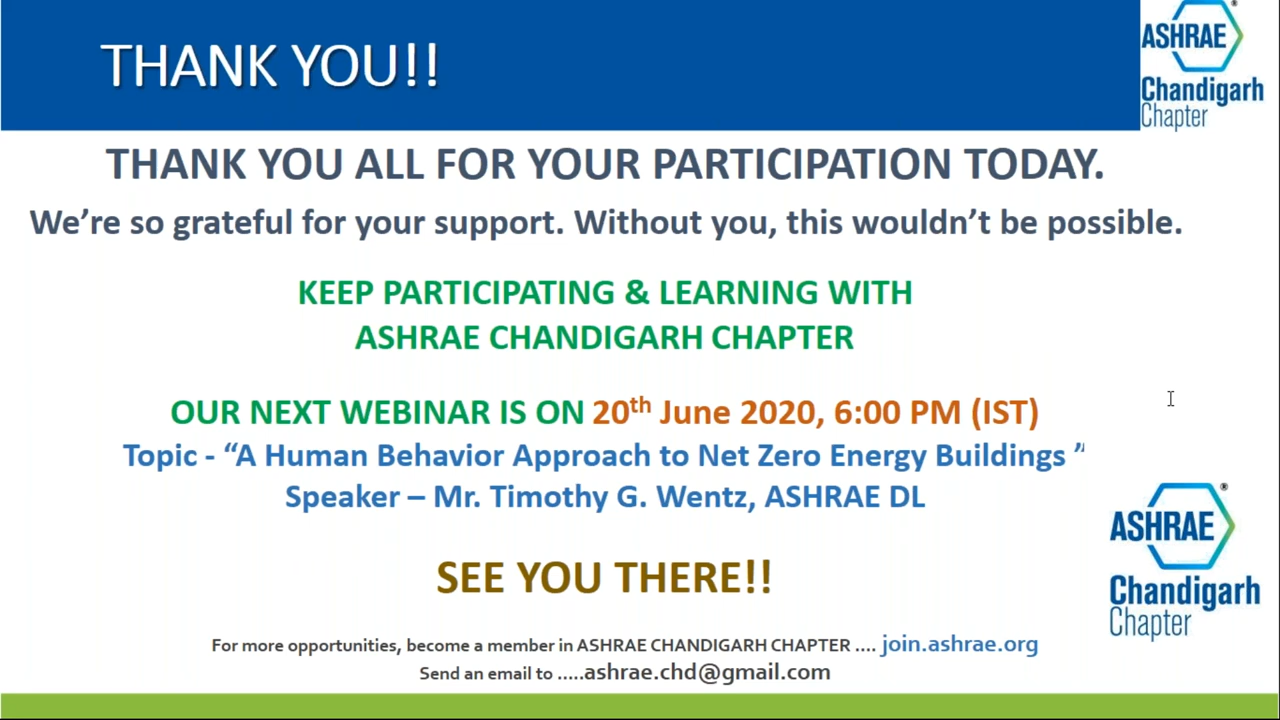 THANK YOU!!
ASHRAE®
Chandigarh
Chapter
THANK YOU ALL FOR YOUR PARTICIPATION TODAY.
We’re so grateful for your support. Without you, this wouldn’t be possible.
KEEP PARTICIPATING & LEARNING WITH
ASHRAE CHANDIGARH CHAPTER
OUR NEXT WEBINAR IS ON 20th June 2020, 6:00 PM (IST)
Topic - “A Human Behavior Approach to Net Zero Energy Buildings ”
Speaker – Mr. Timothy G. Wentz, ASHRAE DL
ASHRAE®
Chandigarh
Chapter
SEE YOU THERE!!
For more opportunities, become a member in ASHRAE CHANDIGARH CHAPTER .... join.ashrae.org
Send an email to .....ashrae.chd@gmail.com